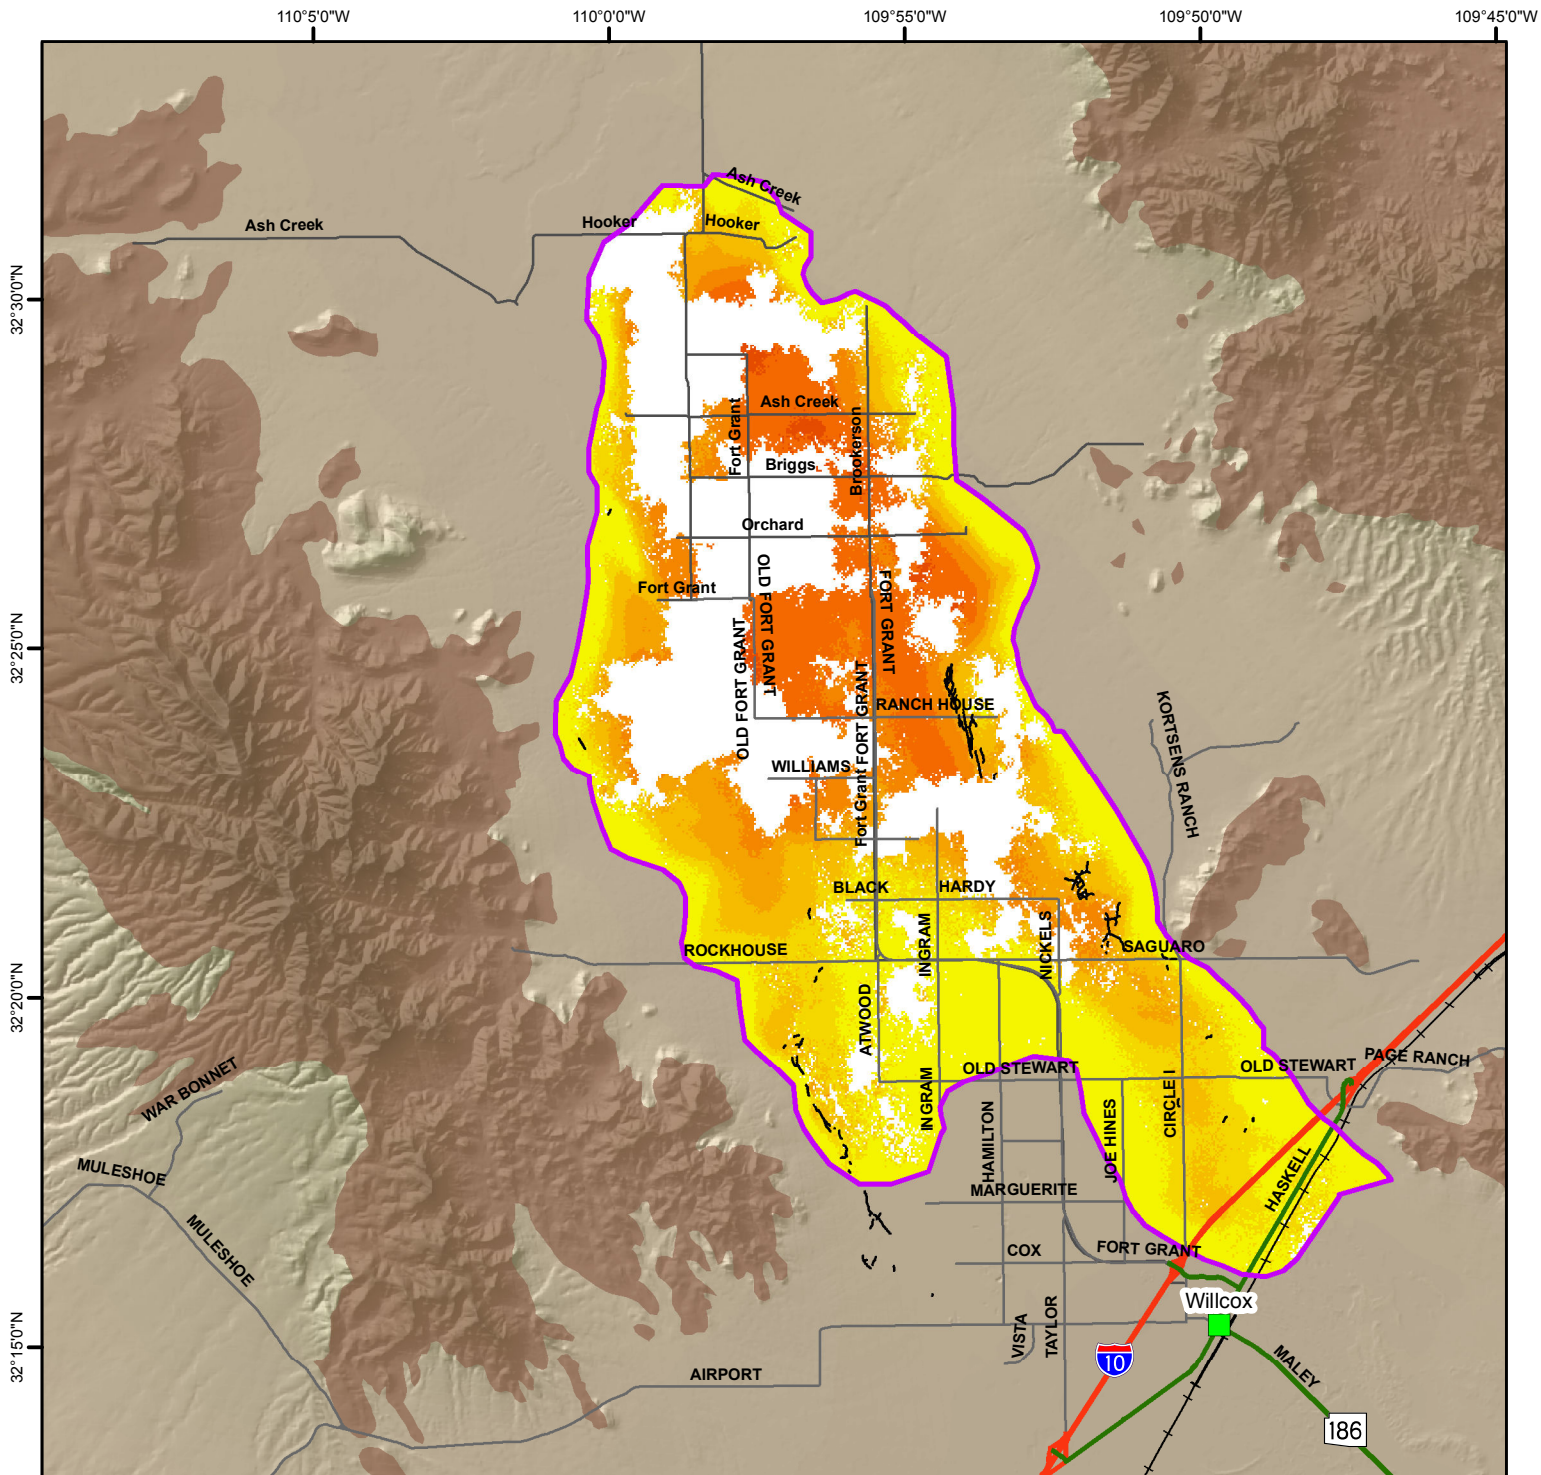 110°5'0"W
110°0'0"W
109°55'0"W
109°50'0"W
109°45'0"W
Ash Creek
Ash Creek
Hooker
Hooker
32°30'0"N
Ash Creek
Fort Grant
Brookerson
Briggs
Orchard
OLD FORT GRANT
FORT GRANT
Fort Grant
32°25'0"N
OLD FORT GRANT
FORT GRANT
RANCH HOUSE
KORTSENS RANCH
WILLIAMS
Fort Grant
BLACK
HARDY
INGRAM
NICKELS
ROCKHOUSE
SAGUARO
32°20'0"N
ATWOOD
OLD STEWART
OLD STEWART
PAGE RANCH
WAR BONNET
INGRAM
HAMILTON
JOE HINES
CIRCLE I
MULESHOE
MARGUERITE
HASKELL
MULESHOE
COX
FORT GRANT
Willcox
32°15'0"N
VISTA
TAYLOR
10
MALEY
AIRPORT
186